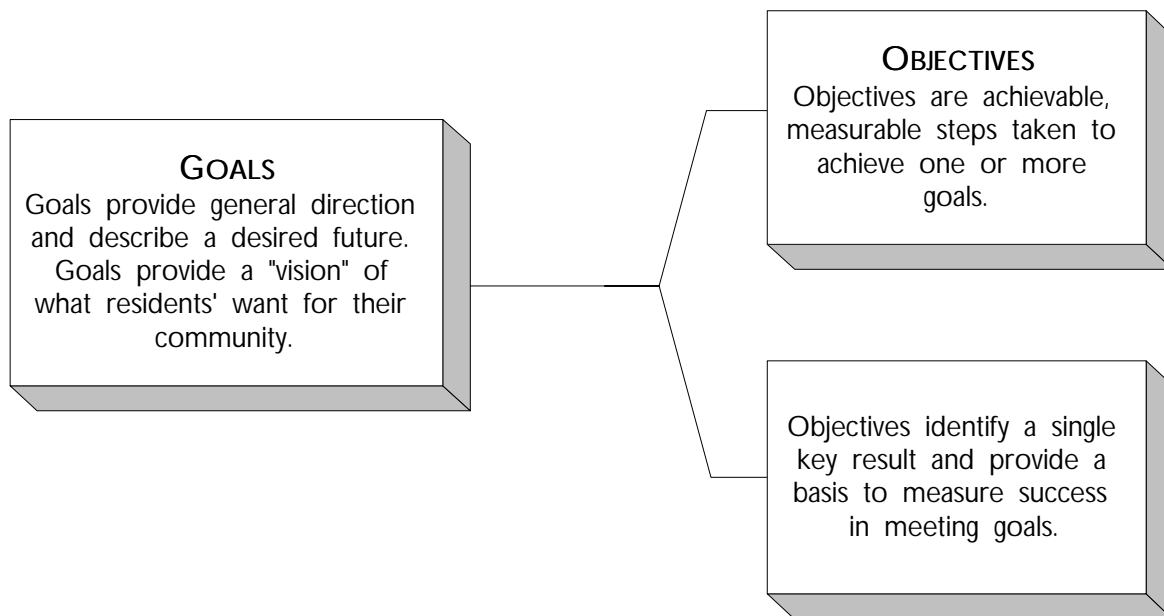 GOALS
Goals provide general direction
and describe a desired future.
Goals provide a "vision" of
what residents' want for their
community.
OBJECTIVES
Objectives are achievable,
measurable steps taken to
achieve one or more
goals.
Objectives identify a single
key result and provide a
basis to measure success
in meeting goals.